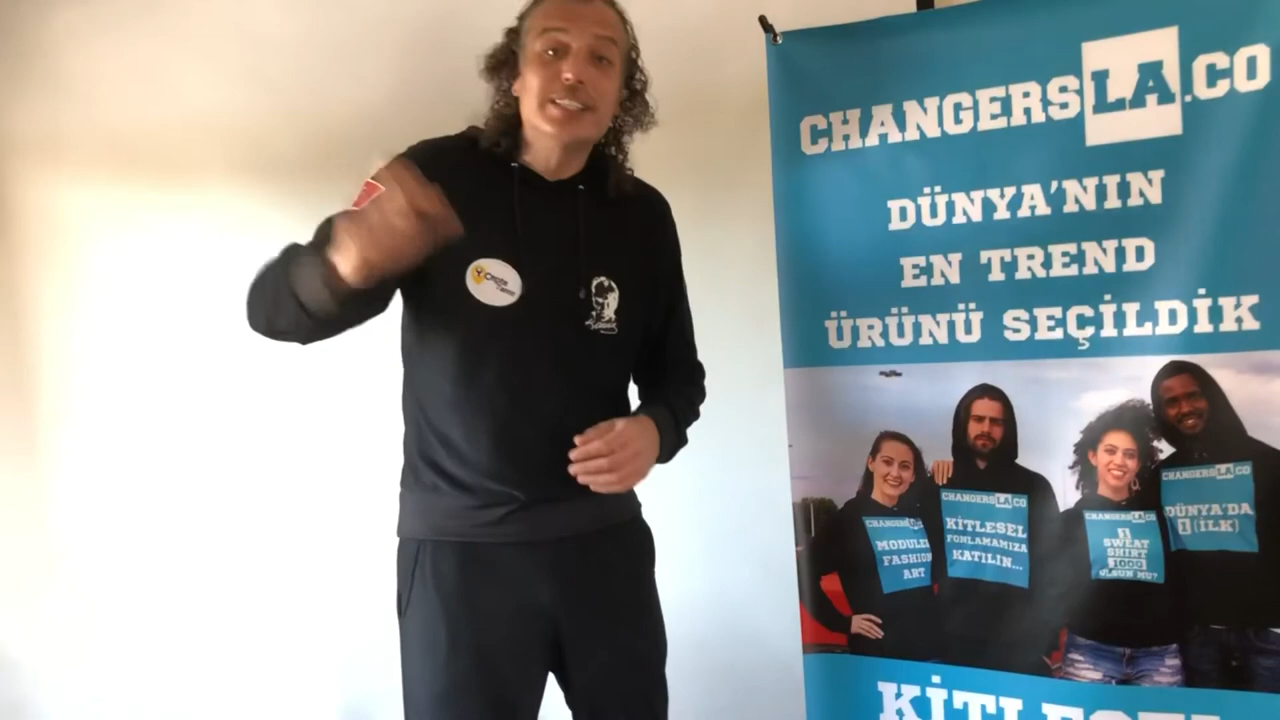 CHANGERSLA.CO
DÜNYA'NIN
EN TREND
ÜRÜNÜ SEÇİLDİK
CHANGERSLA.CO
MODULER
FASHION
ART
CHANGERSLA.CO
KİTLESEL
FONLAMAMIZA
KATILIN...
CHANGERSLA.CO
1
SWEAT
SHIRT
1000
OLSUN MU?
CHANGERSLA.CO
DÜNYA'DA
1 (İLK)